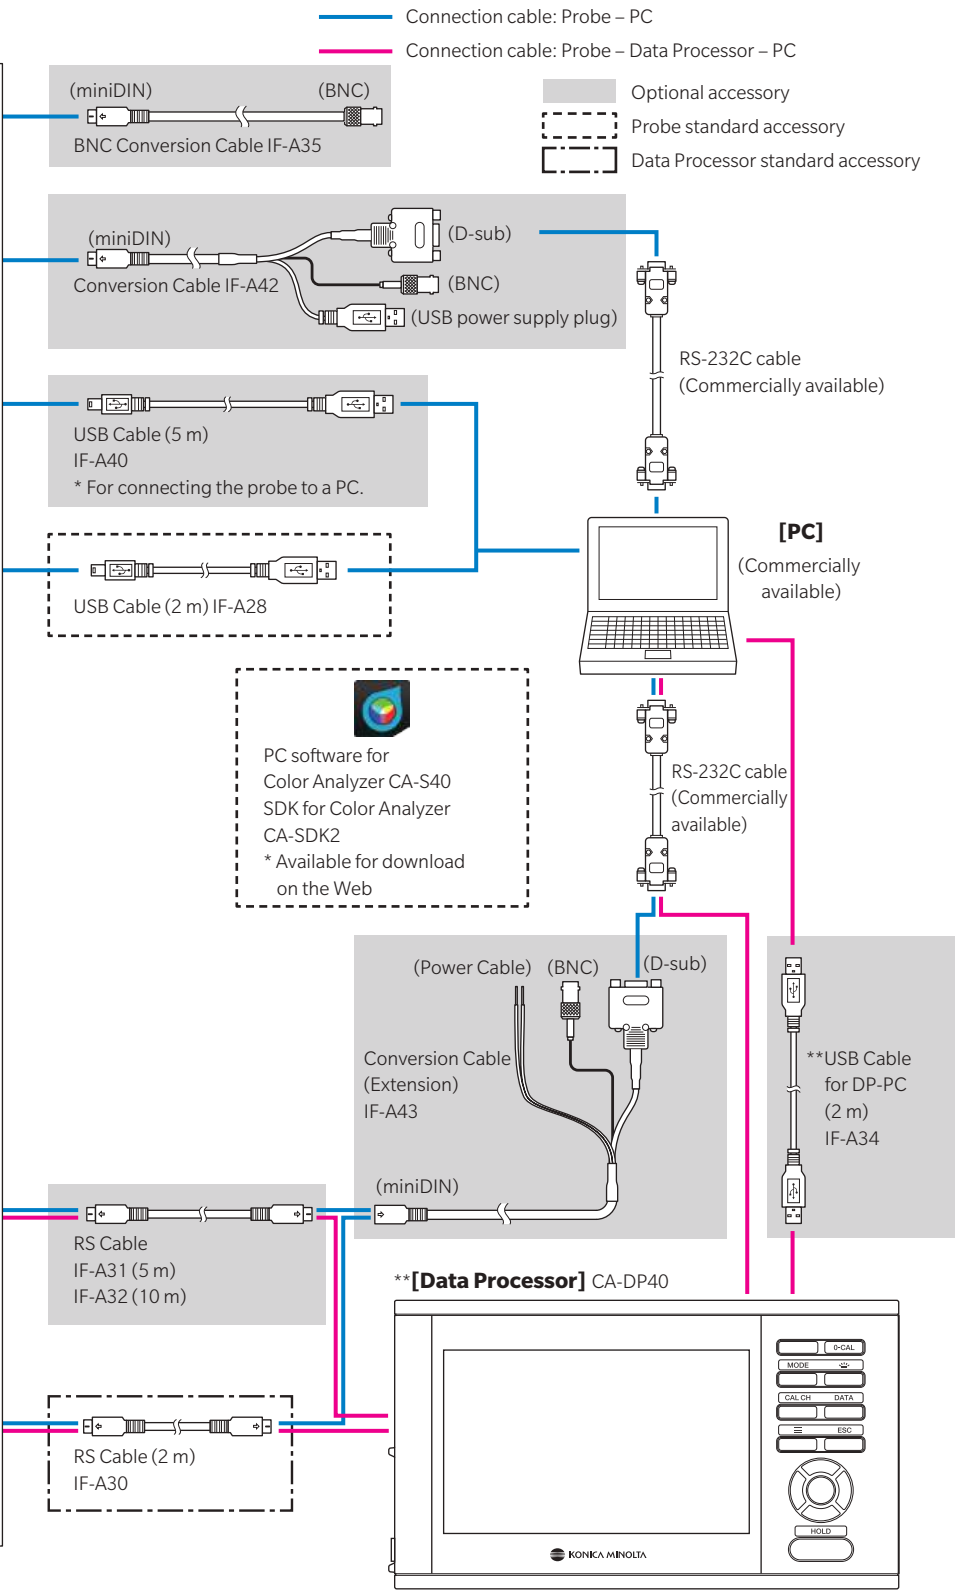 Connection cable: Probe – PC
Connection cable: Probe – Data Processor – PC
Optional accessory
Probe standard accessory
Data Processor standard accessory
(miniDIN)
(BNC)
BNC Conversion Cable IF-A35
(miniDIN)
(D-sub)
Conversion Cable IF-A42
(BNC)
(USB power supply plug)
RS-232C cable
(Commercially available)
USB Cable (5 m)
IF-A40
* For connecting the probe to a PC.
[PC]
(Commercially
available)
USB Cable (2 m) IF-A28
PC software for
Color Analyzer CA-S40
SDK for Color Analyzer
CA-SDK2
* Available for download
on the Web
RS-232C cable
(Commercially
available)
(Power Cable)
(BNC)
(D-sub)
Conversion Cable
(Extension)
IF-A43
(miniDIN)
**USB Cable
for DP-PC
(2 m)
IF-A34
RS Cable
IF-A31 (5 m)
IF-A32 (10 m)
**[Data Processor] CA-DP40
0-CAL
MODE
CAL CH
DATA
ESC
HOLD
KONICA MINOLTA
RS Cable (2 m)
IF-A30